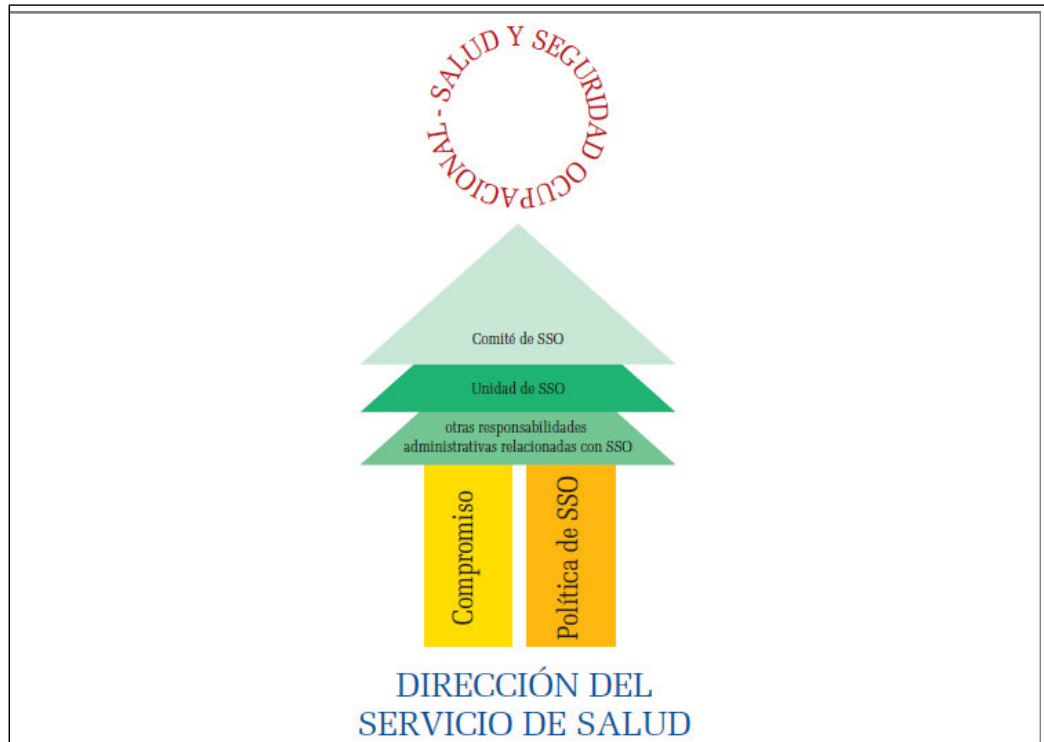 SALUD Y SEGURIDAD OCUPACIONAL -
Comité de SSO
Unidad de SSO
otras responsabilidades
administrativas relacionadas con SSO
Compromiso
Política de SSO
DIRECCIÓN DEL
SERVICIO DE SALUD